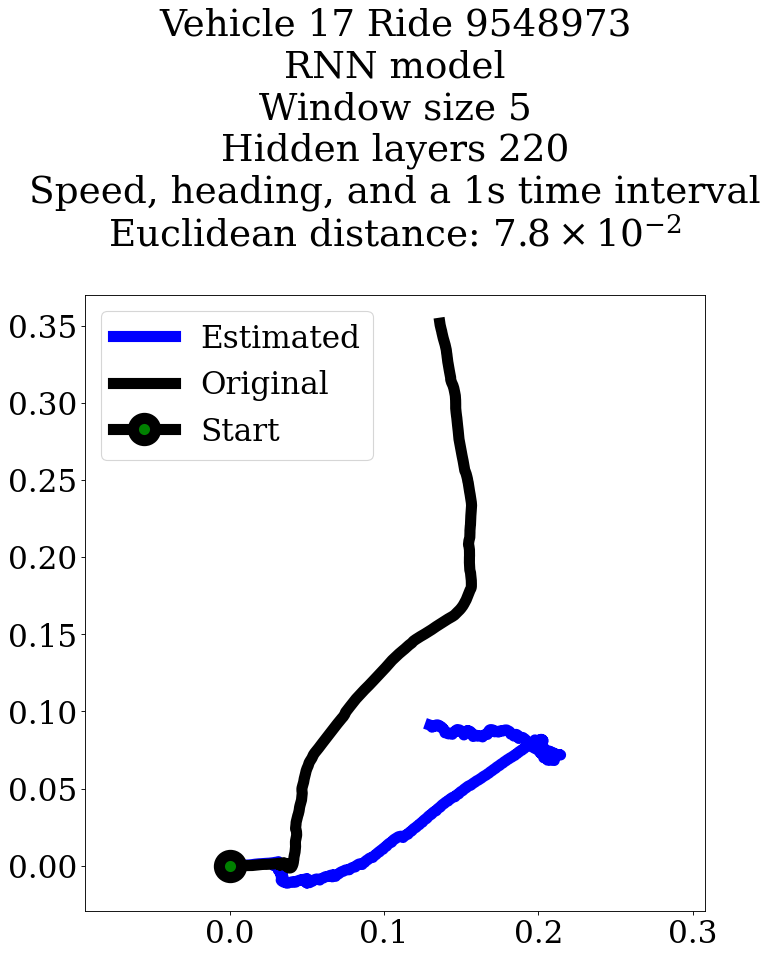 Vehicle 17 Ride 9548973
RNN model
Window size 5
Hidden layers 220
Speed, heading, and a 1s time interval
Euclidean distance: 7.8 × 10⁻²
Estimated
Original
Start
0.35
0.30
0.25
0.20
0.15
0.10
0.05
0.00
0.0 0.1 0.2 0.3